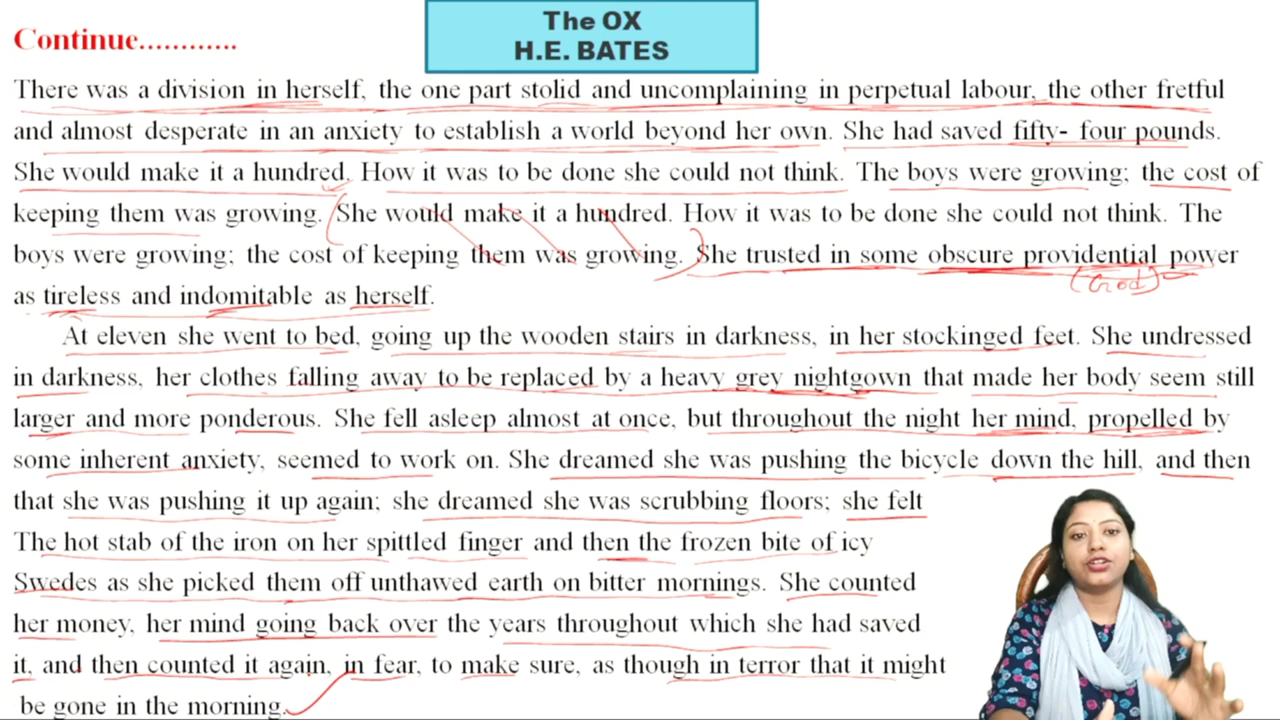 The OX
H.E. BATES
Continue............
There was a division in herself, the one part stolid and uncomplaining in perpetual labour, the other fretful
and almost desperate in an anxiety to establish a world beyond her own. She had saved fifty- four pounds.
She would make it a hundred. How it was to be done she could not think. The boys were growing; the cost of
keeping them was growing. She would make it a hundred. How it was to be done she could not think. The
boys were growing; the cost of keeping them was growing. She trusted in some obscure providential power
(God)
as tireless and indomitable as herself.
At eleven she went to bed, going up the wooden stairs in darkness, in her stockinged feet. She undressed
in darkness, her clothes falling away to be replaced by a heavy grey nightgown that made her body seem still
larger and more ponderous. She fell asleep almost at once, but throughout the night her mind, propelled by
some inherent anxiety, seemed to work on. She dreamed she was pushing the bicycle down the hill, and then
that she was pushing it up again; she dreamed she was scrubbing floors; she felt
The hot stab of the iron on her spittled finger and then the frozen bite of icy
Swedes as she picked them off unthawed earth on bitter mornings. She counted
her money, her mind going back over the years throughout which she had saved
it, and then counted it again, in fear, to make sure, as though in terror that it might
be gone in the morning.